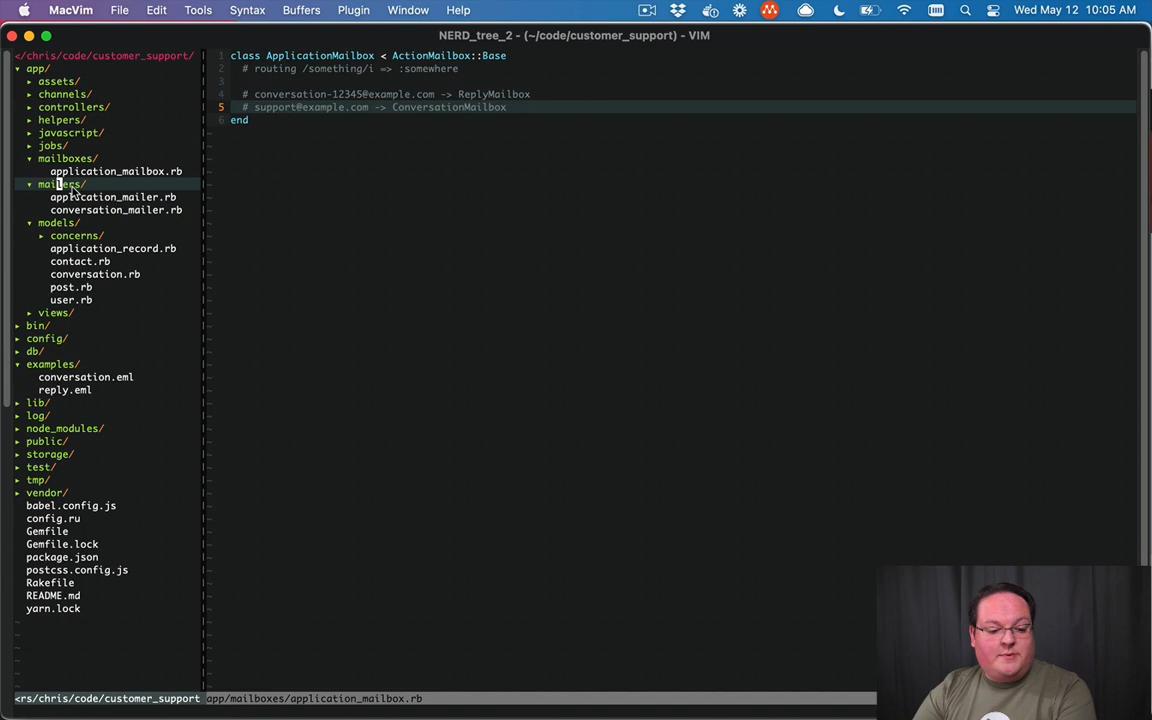 MacVim File Edit Tools Syntax Buffers Plugin Window Help Wed May 12 10:05 AM
NERD_tree_2 - (~/code/customer_support) - VIM
</chris/code/customer_support/
▾ app/
▸ assets/
▸ channels/
▸ controllers/
▸ helpers/
▸ javascript/
▸ jobs/
▾ mailboxes/
application_mailbox.rb
▾ mailers/
application_mailer.rb
conversation_mailer.rb
▾ models/
▸ concerns/
application_record.rb
contact.rb
conversation.rb
post.rb
user.rb
▸ views/
▸ bin/
▸ config/
▸ db/
▾ examples/
conversation.eml
reply.eml
▸ lib/
▸ log/
▸ node_modules/
▸ public/
▸ storage/
▸ test/
▸ tmp/
▸ vendor/
babel.config.js
config.ru
Gemfile
Gemfile.lock
package.json
postcss.config.js
Rakefile
README.md
yarn.lock
1 class ApplicationMailbox < ActionMailbox::Base
2 # routing /something/i => :somewhere
3
4 # conversation-12345@example.com -> ReplyMailbox
5 # support@example.com -> ConversationMailbox
6 end
<rs/chris/code/customer_support app/mailboxes/application_mailbox.rb